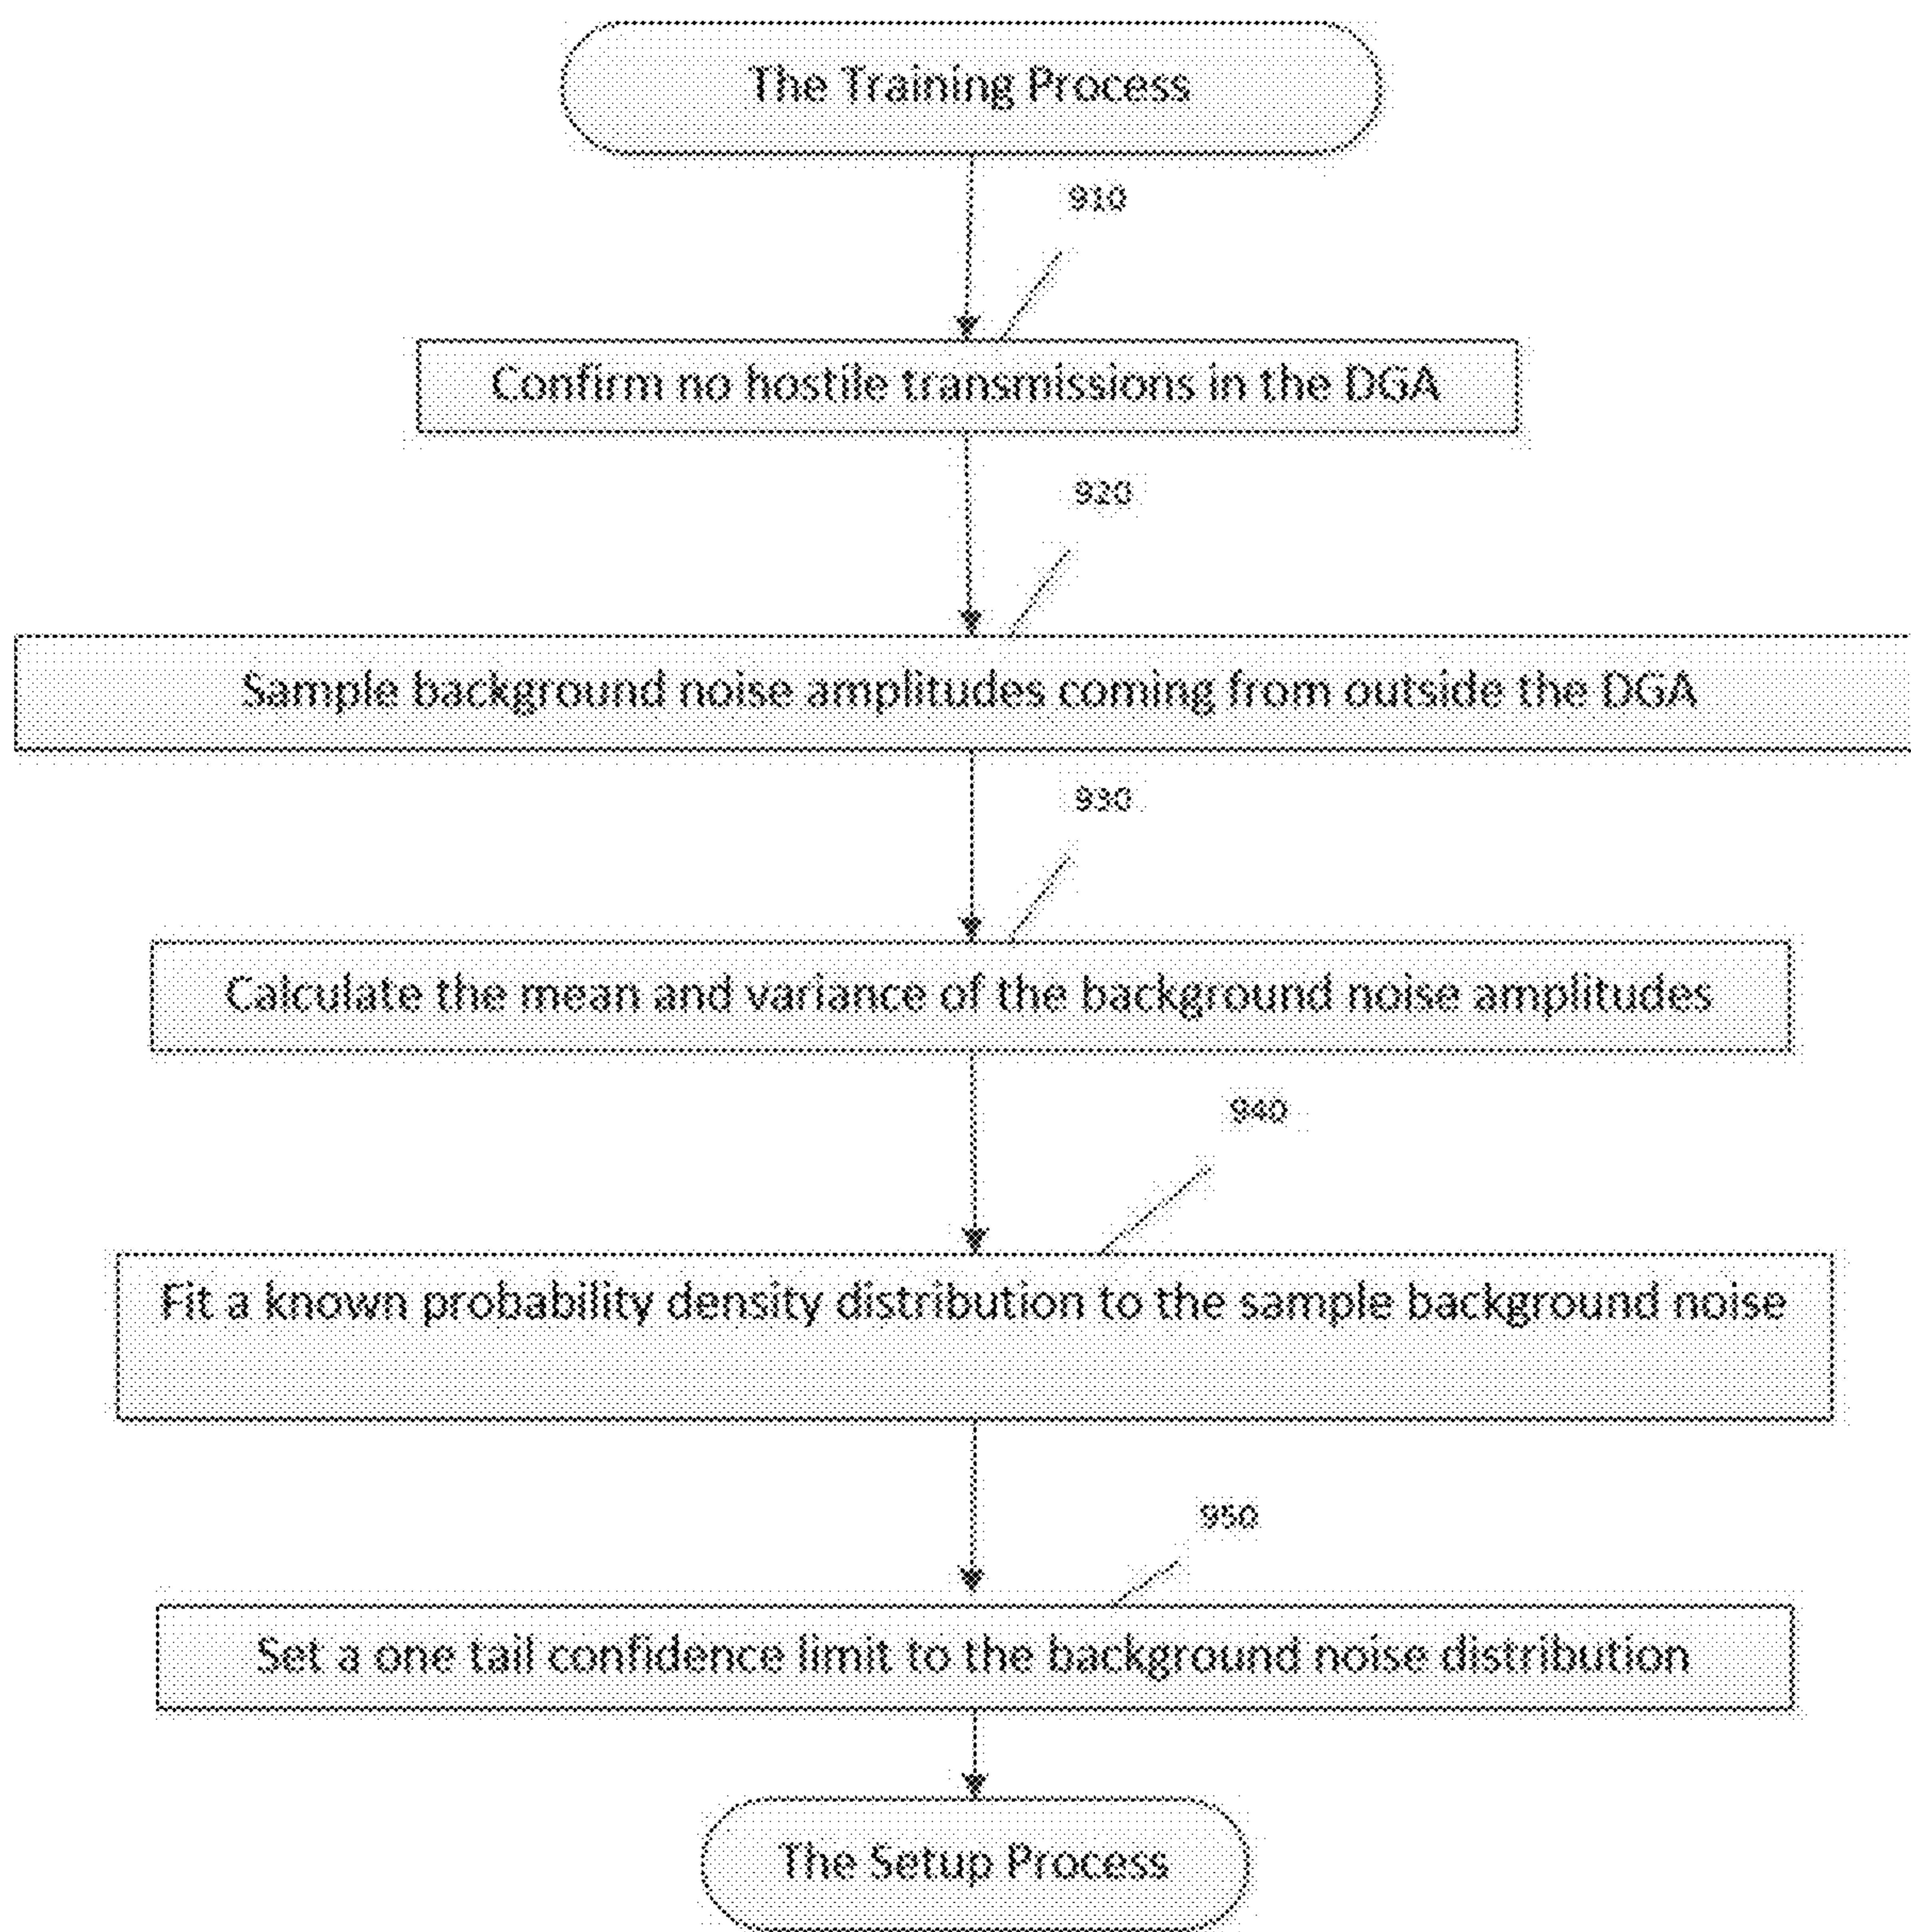 The Training Process
910
Confirm no hostile transmissions in the DGA
920
Sample background noise amplitudes coming from outside the DGA
930
Calculate the mean and variance of the background noise amplitudes
940
Fit a known probability density distribution to the sample background noise
950
Set a one tail confidence limit to the background noise distribution
The Setup Process